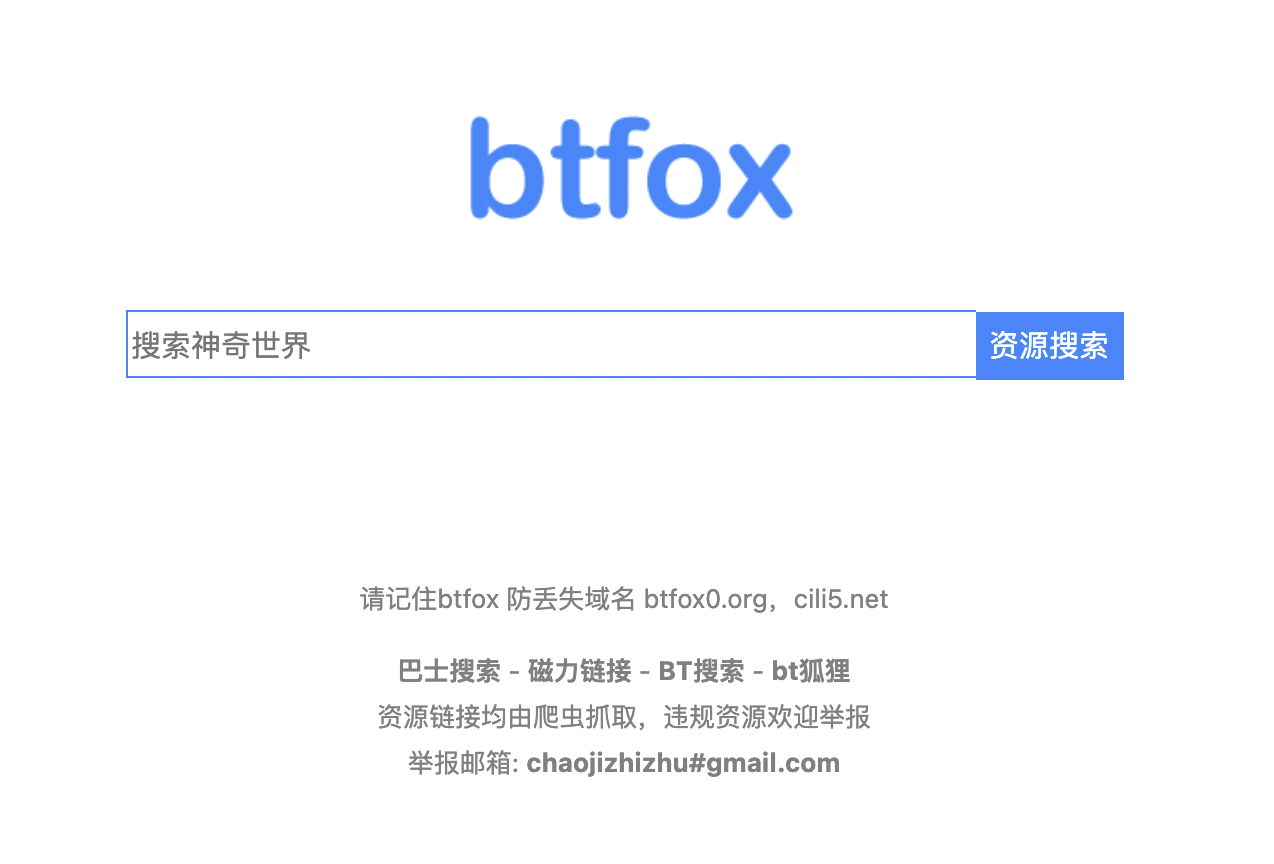 btfox
搜索神奇世界
资源搜索
请记住btfox 防丢失域名 btfox0.org，cili5.net
巴士搜索 - 磁力链接 - BT搜索 - bt狐狸
资源链接均由爬虫抓取，违规资源欢迎举报
举报邮箱: chaojizhizhu#gmail.com